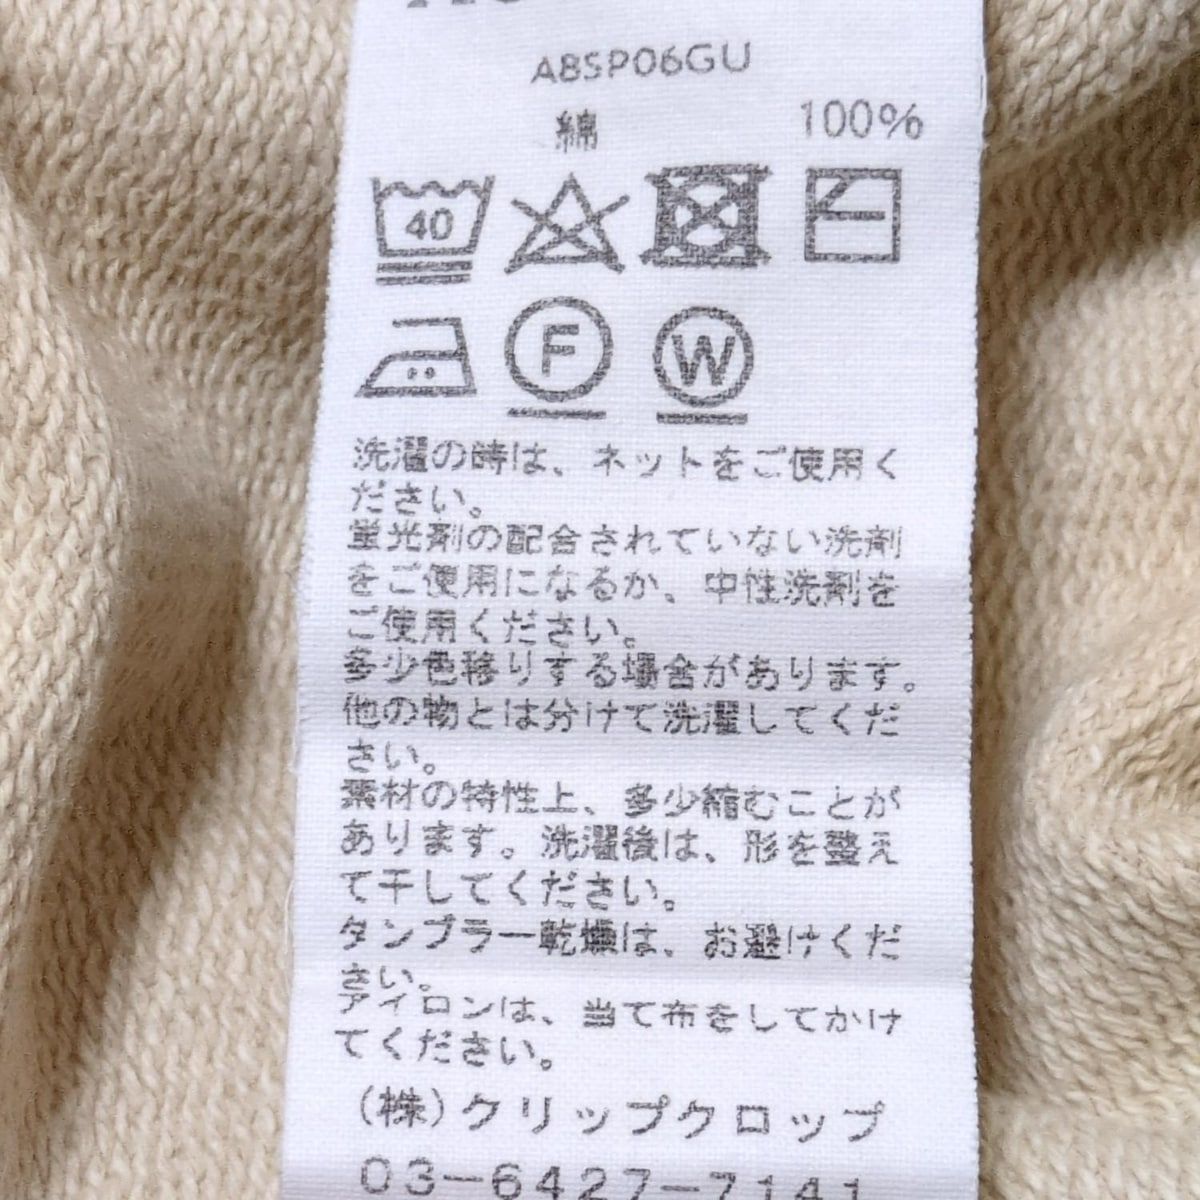 A8SP06GU
綿 100%
40
F W
洗濯の時は、ネットをご使用く
ださい。
蛍光剤の配合されていない洗剤
をご使用になるか、中性洗剤を
ご使用ください。
多少色移りする場合があります。
他の物とは分けて洗濯してくだ
さい。
素材の特性上、多少縮むことが
あります。洗濯後は、形を整え
て干してください。
タンブラー乾燥は、お避けくだ
さい。
アイロンは、当て布をしてかけ
てください。
(株)クリップクロップ
03-6427-7141